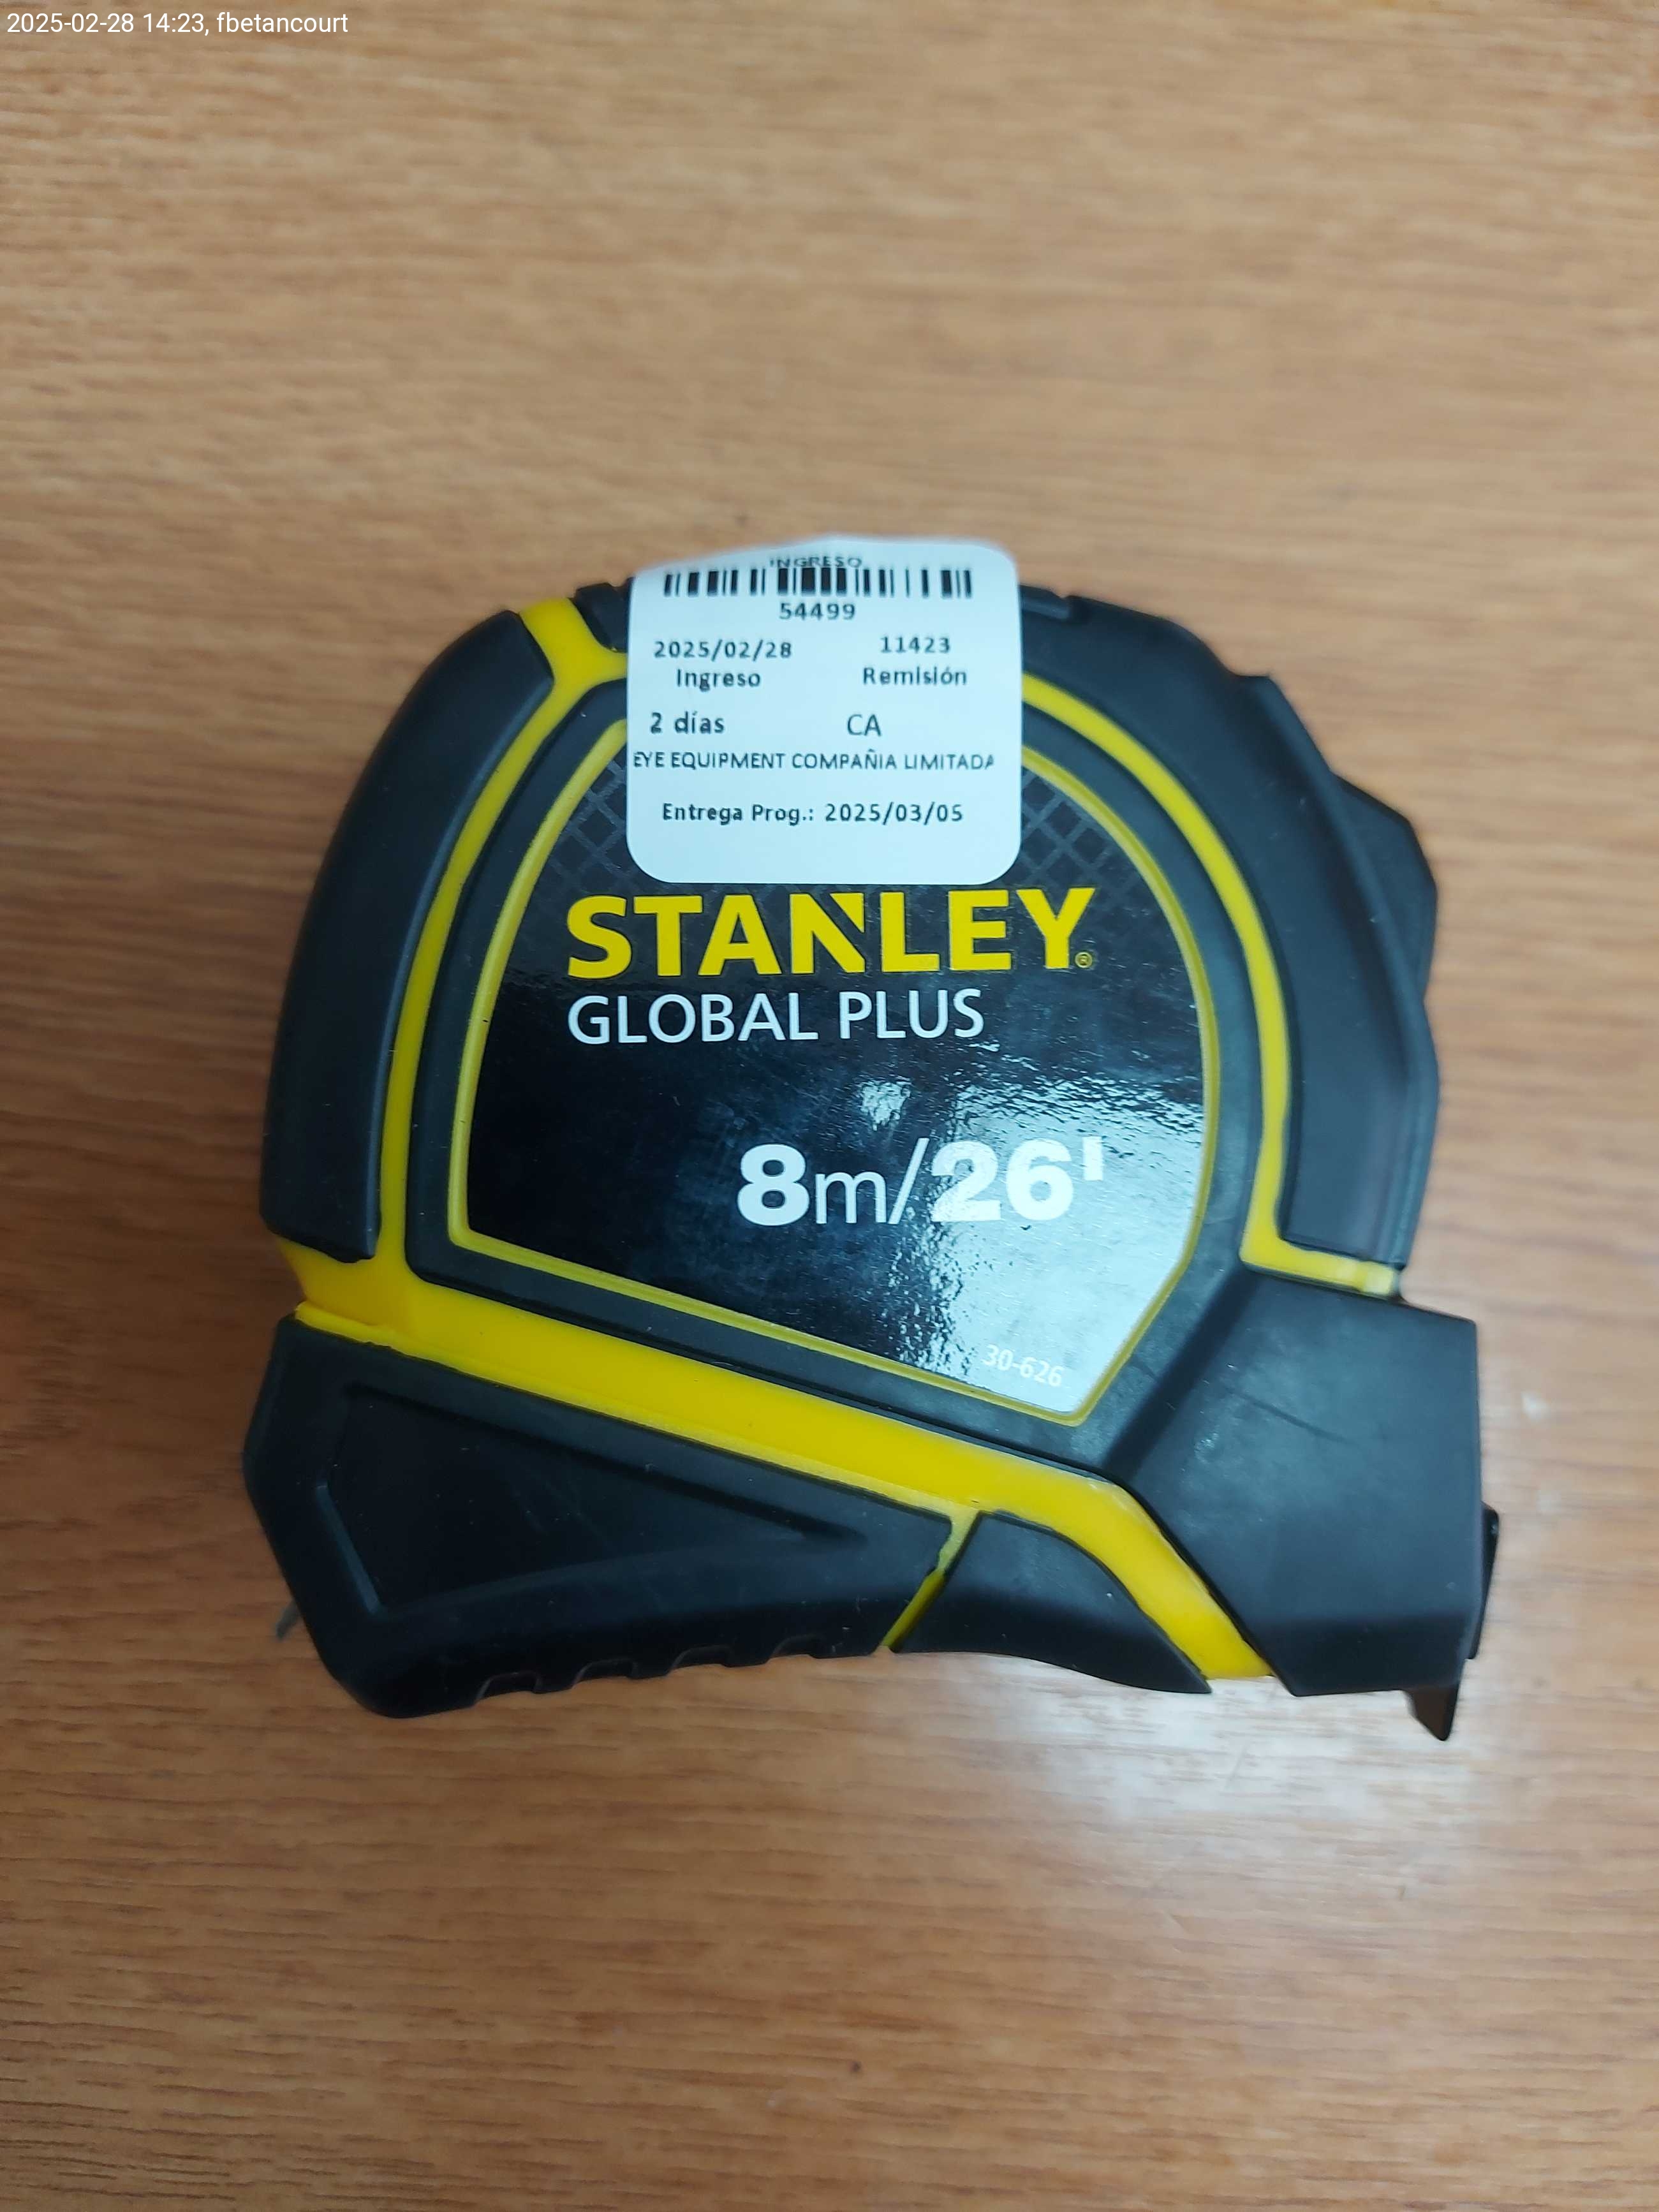 2025-02-28 14:23, fbetancourt
INGRESO
54499
2025/02/28 11423
Ingreso Remisión
2 días CA
EYE EQUIPMENT COMPAÑIA LIMITADA
Entrega Prog.: 2025/03/05
STANLEY®
GLOBAL PLUS
8m/26'
30-626